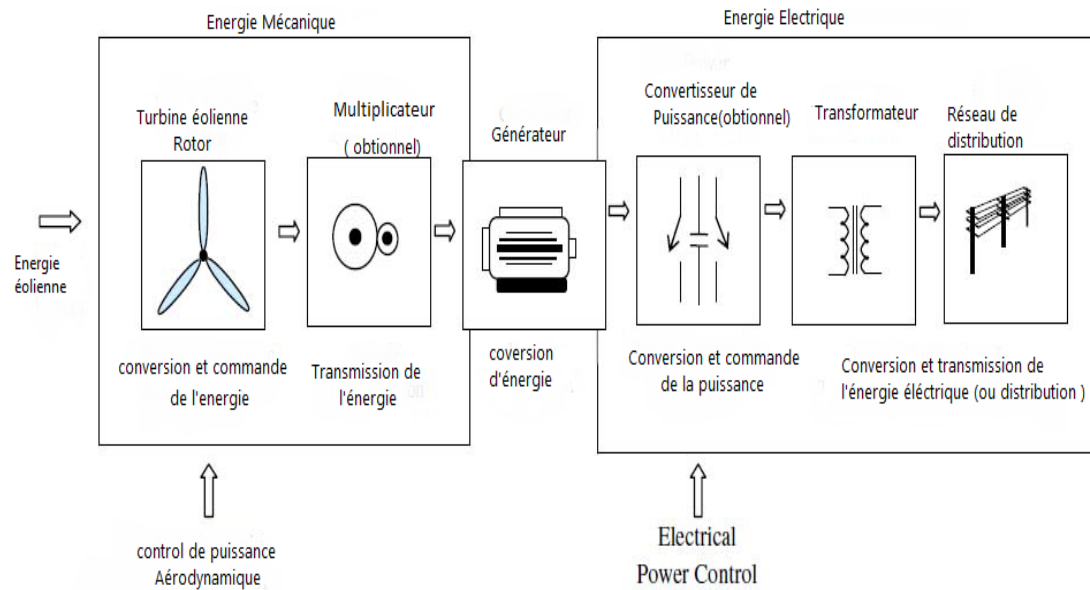 Energie Mécanique
Energie Electrique
Turbine éolienne
Rotor
Multiplicateur
( obtionnel)
Générateur
Convertisseur de
Puissance(obtionnel)
Transformateur
Réseau de
distribution
Energie
éolienne
conversion et commande
de l'energie
Transmission de
l'énergie
coversion
d'énergie
Conversion et commande
de la puissance
Conversion et transmission de
l'énergie éléctrique (ou distribution )
control de puissance
Aérodynamique
Electrical
Power Control